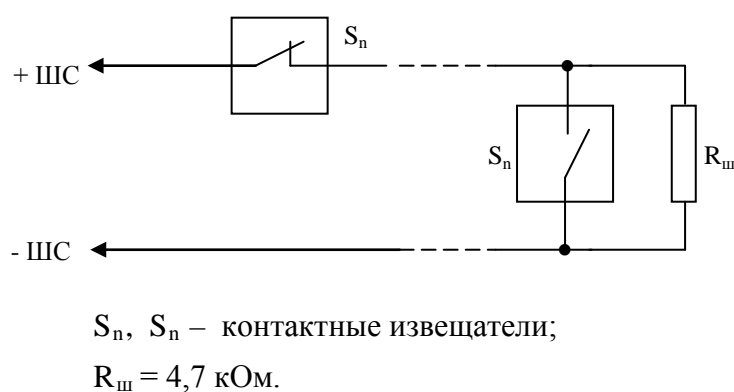 Sₙ
+ ШС
Sₙ
Rш
- ШС
Sₙ, Sₙ – контактные извещатели;
Rш = 4,7 кОм.